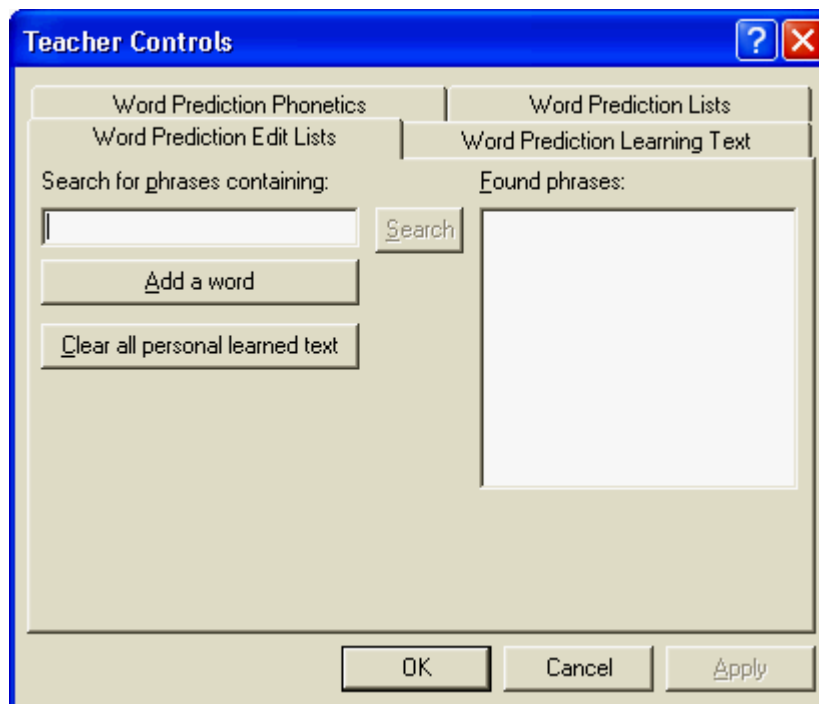 Teacher Controls
Word Prediction Phonetics
Word Prediction Lists
Word Prediction Edit Lists
Word Prediction Learning Text
Search for phrases containing:
Found phrases:
Search
Add a word
Clear all personal learned text
OK
Cancel
Apply